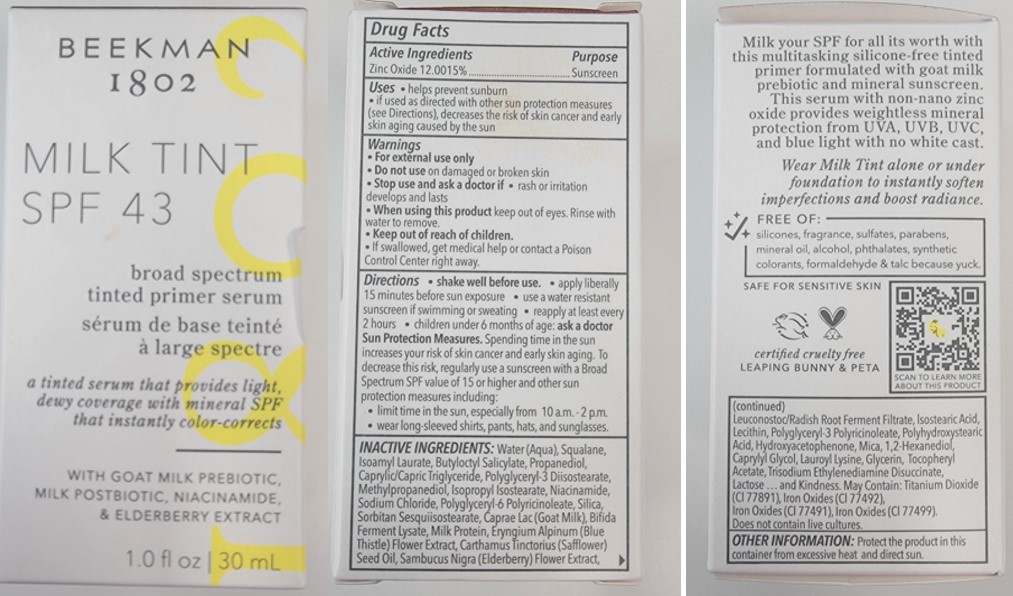 BEEKMAN
1802
MILK TINT
SPF 43
broad spectrum
tinted primer serum
sérum de base teinté
à large spectre
a tinted serum that provides light,
dewy coverage with mineral SPF
that instantly color-corrects
WITH GOAT MILK PREBIOTIC,
MILK POSTBIOTIC, NIACINAMIDE,
& ELDERBERRY EXTRACT
1.0 fl oz | 30 mL
Drug Facts
Active Ingredients Purpose
Zinc Oxide 12.0015% Sunscreen
Uses • helps prevent sunburn
• if used as directed with other sun protection measures
(see Directions), decreases the risk of skin cancer and early
skin aging caused by the sun
Warnings
• For external use only
• Do not use on damaged or broken skin
• Stop use and ask a doctor if • rash or irritation
develops and lasts
• When using this product keep out of eyes. Rinse with
water to remove.
• Keep out of reach of children.
• If swallowed, get medical help or contact a Poison
Control Center right away.
Directions • shake well before use. • apply liberally
15 minutes before sun exposure • use a water resistant
sunscreen if swimming or sweating • reapply at least every
2 hours • children under 6 months of age: ask a doctor
Sun Protection Measures. Spending time in the sun
increases your risk of skin cancer and early skin aging. To
decrease this risk, regularly use a sunscreen with a Broad
Spectrum SPF value of 15 or higher and other sun
protection measures including:
• limit time in the sun, especially from 10 a.m. - 2 p.m.
• wear long-sleeved shirts, pants, hats, and sunglasses.
INACTIVE INGREDIENTS: Water (Aqua), Squalane,
Isoamyl Laurate, Butyloctyl Salicylate, Propanediol,
Caprylic/Capric Triglyceride, Polyglyceryl-3 Diisostearate,
Methylpropanediol, Isopropyl Isostearate, Niacinamide,
Sodium Chloride, Polyglyceryl-6 Polyricinoleate, Silica,
Sorbitan Sesquiisostearate, Caprae Lac (Goat Milk), Bifida
Ferment Lysate, Milk Protein, Eryngium Alpinum (Blue
Thistle) Flower Extract, Carthamus Tinctorius (Safflower)
Seed Oil, Sambucus Nigra (Elderberry) Flower Extract,
Milk your SPF for all its worth with
this multitasking silicone-free tinted
primer formulated with goat milk
prebiotic and mineral sunscreen.
This serum with non-nano zinc
oxide provides weightless mineral
protection from UVA, UVB, UVC,
and blue light with no white cast.
Wear Milk Tint alone or under
foundation to instantly soften
imperfections and boost radiance.
FREE OF:
silicones, fragrance, sulfates, parabens,
mineral oil, alcohol, phthalates, synthetic
colorants, formaldehyde & talc because yuck.
SAFE FOR SENSITIVE SKIN
certified cruelty free
LEAPING BUNNY & PETA
SCAN TO LEARN MORE
ABOUT THIS PRODUCT
(continued)
Leuconostoc/Radish Root Ferment Filtrate, Isostearic Acid,
Lecithin, Polyglyceryl-3 Polyricinoleate, Polyhydroxystearic
Acid, Hydroxyacetophenone, Mica, 1,2-Hexanediol,
Caprylyl Glycol, Lauroyl Lysine, Glycerin, Tocopheryl
Acetate, Trisodium Ethylenediamine Disuccinate,
Lactose ... and Kindness. May Contain: Titanium Dioxide
(CI 77891), Iron Oxides (CI 77492),
Iron Oxides (CI 77491), Iron Oxides (CI 77499).
Does not contain live cultures.
OTHER INFORMATION: Protect the product in this
container from excessive heat and direct sun.